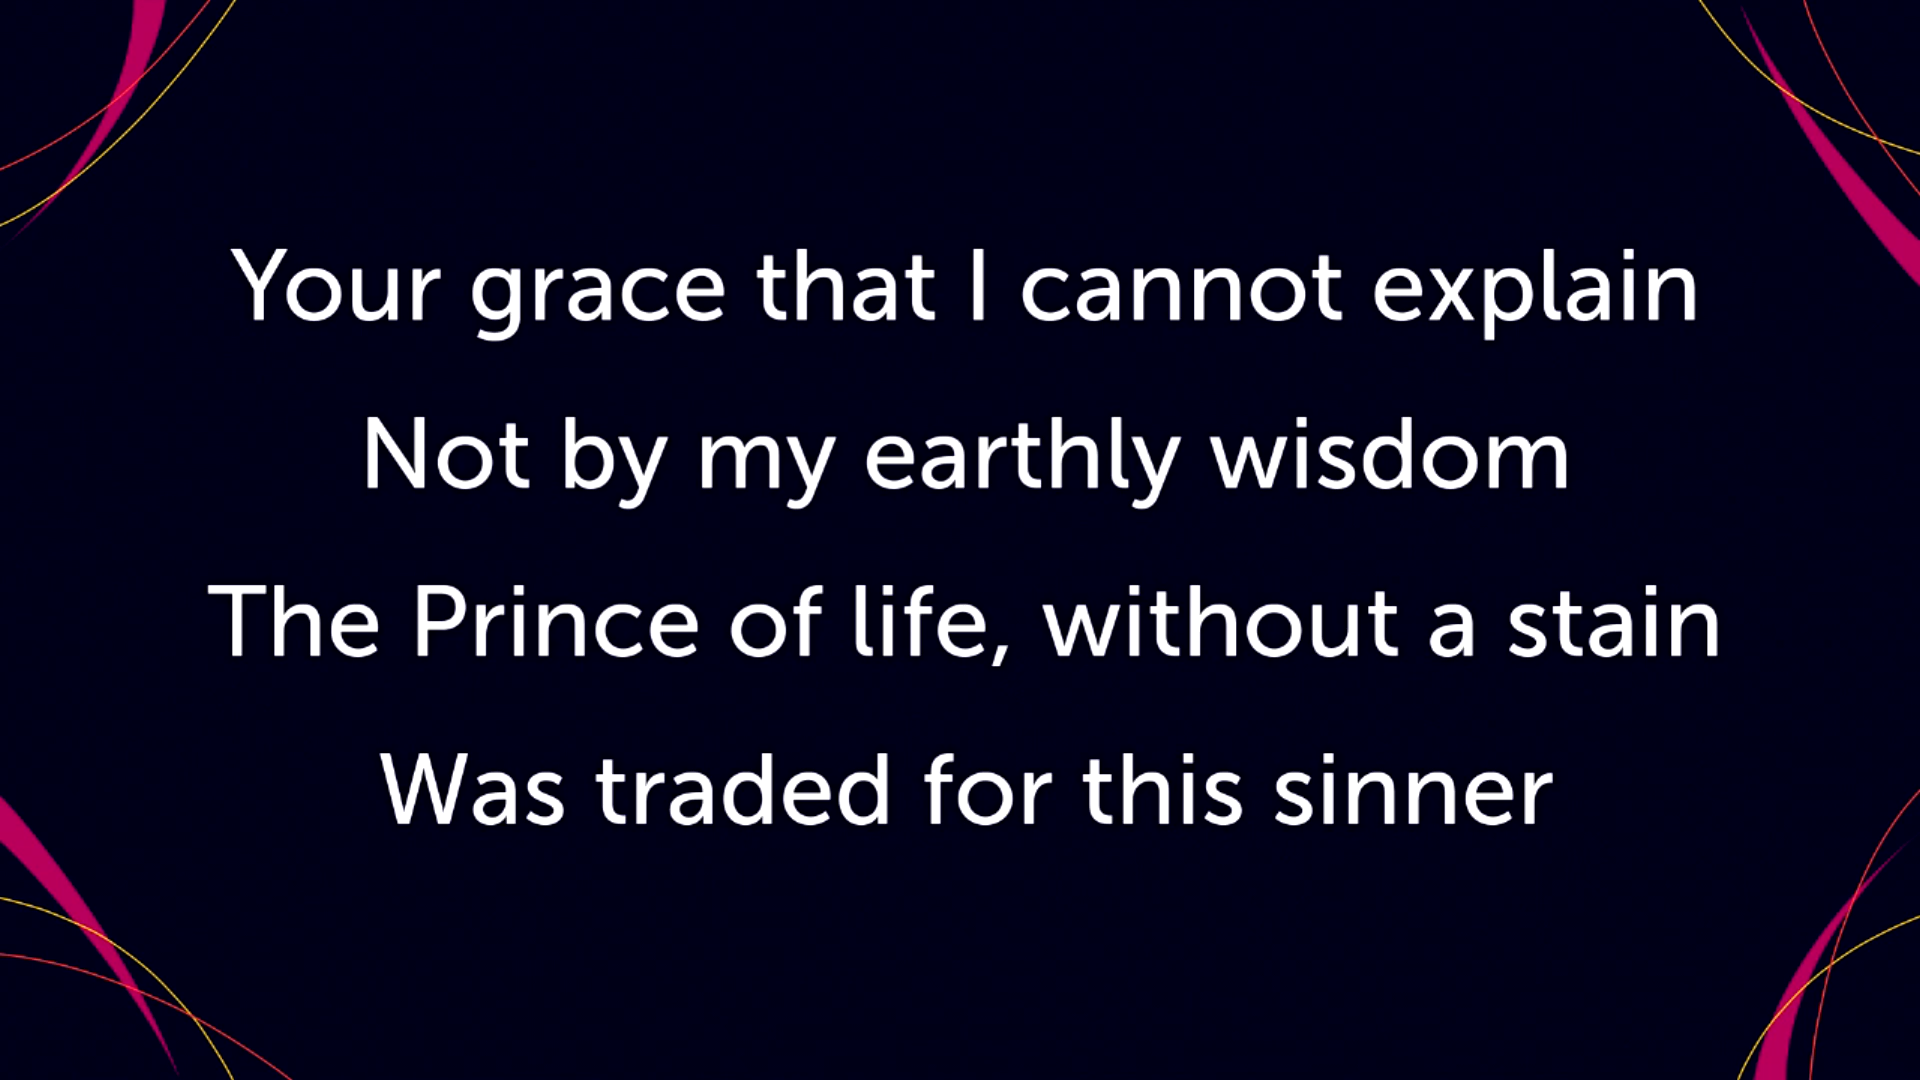 Your grace that I cannot explain
Not by my earthly wisdom
The Prince of life, without a stain
Was traded for this sinner